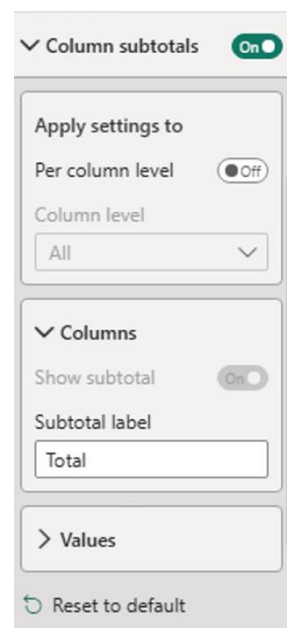 Column subtotals On
Apply settings to
Per column level Off
Column level
All
Columns
Show subtotal On
Subtotal label
Total
Values
Reset to default